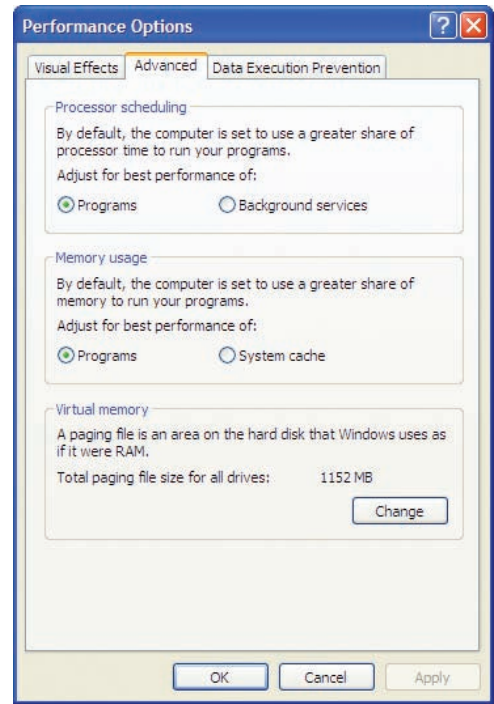 Performance Options
Visual Effects
Advanced
Data Execution Prevention
Processor scheduling
By default, the computer is set to use a greater share of
processor time to run your programs.
Adjust for best performance of:
Programs
Background services
Memory usage
By default, the computer is set to use a greater share of
memory to run your programs.
Adjust for best performance of:
Programs
System cache
Virtual memory
A paging file is an area on the hard disk that Windows uses as
if it were RAM.
Total paging file size for all drives: 1152 MB
Change
OK
Cancel
Apply